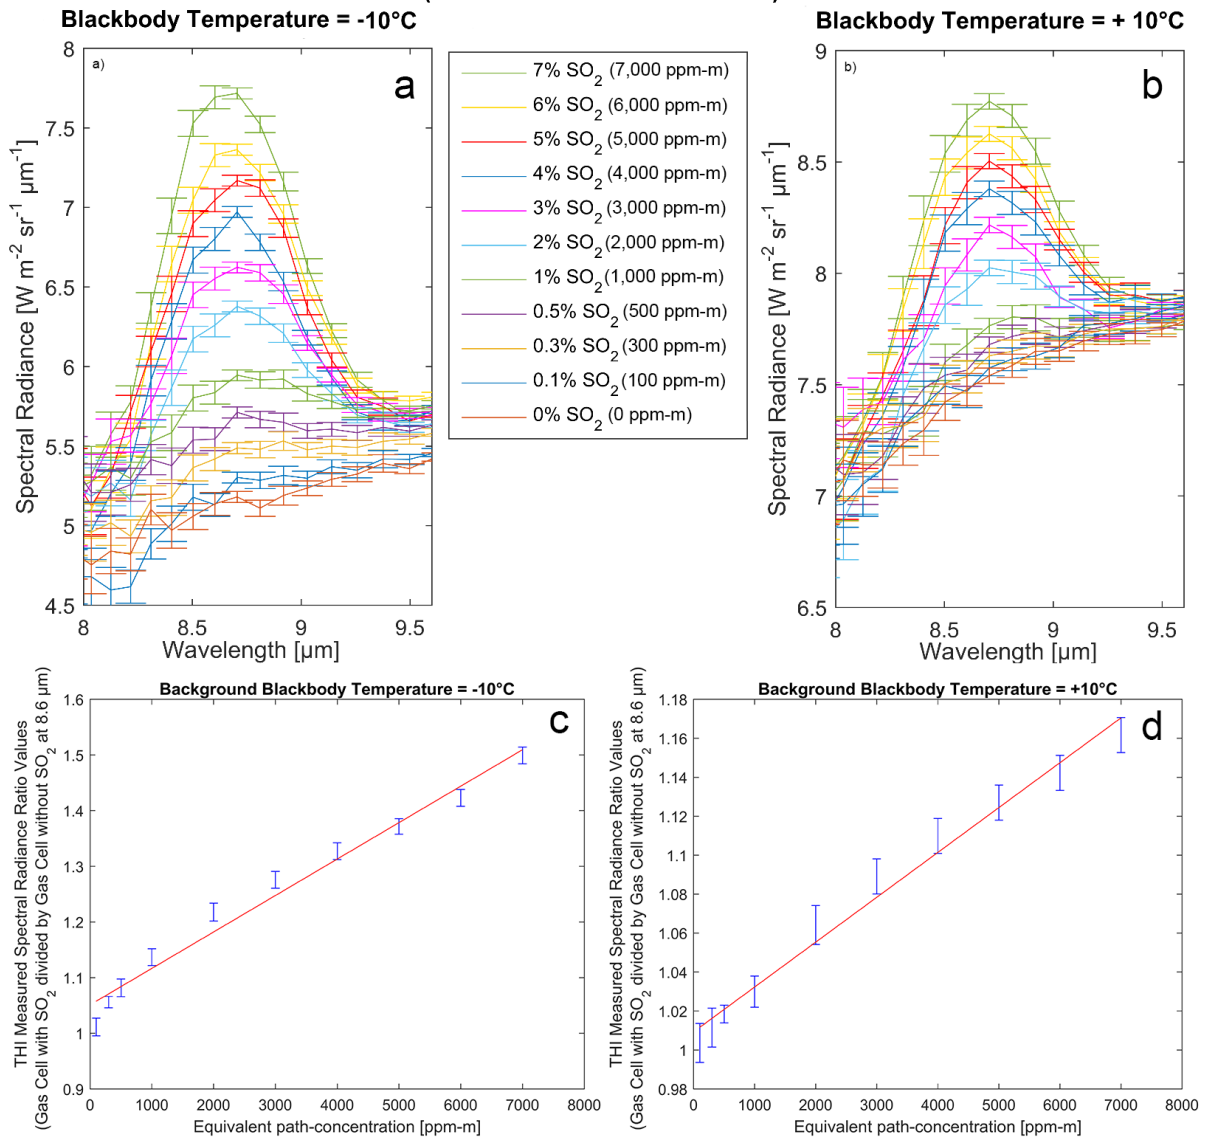 Blackbody Temperature = -10°C
Blackbody Temperature = + 10°C
a)
a
8
7.5
7
6.5
6
5.5
5
4.5
Spectral Radiance [W m-2 sr-1 µm-1]
8
8.5
9
9.5
Wavelength [µm]
7% SO2 (7,000 ppm-m)
6% SO2 (6,000 ppm-m)
5% SO2 (5,000 ppm-m)
4% SO2 (4,000 ppm-m)
3% SO2 (3,000 ppm-m)
2% SO2 (2,000 ppm-m)
1% SO2 (1,000 ppm-m)
0.5% SO2 (500 ppm-m)
0.3% SO2 (300 ppm-m)
0.1% SO2 (100 ppm-m)
0% SO2 (0 ppm-m)
b)
b
9
8.5
8
7.5
7
6.5
Spectral Radiance [W m-2 sr-1 µm-1]
8
8.5
9
9.5
Wavelength [µm]
Background Blackbody Temperature = -10°C
c
1.6
1.5
1.4
1.3
1.2
1.1
1
0.9
THI Measured Spectral Radiance Ratio Values
(Gas Cell with SO2 divided by Gas Cell without SO2 at 8.6 µm)
0
1000
2000
3000
4000
5000
6000
7000
8000
Equivalent path-concentration [ppm-m]
Background Blackbody Temperature = +10°C
d
1.18
1.16
1.14
1.12
1.1
1.08
1.06
1.04
1.02
1
0.98
THI Measured Spectral Radiance Ratio Values
(Gas Cell with SO2 divided by Gas Cell without SO2 at 8.6 µm)
0
1000
2000
3000
4000
5000
6000
7000
8000
Equivalent path-concentration [ppm-m]